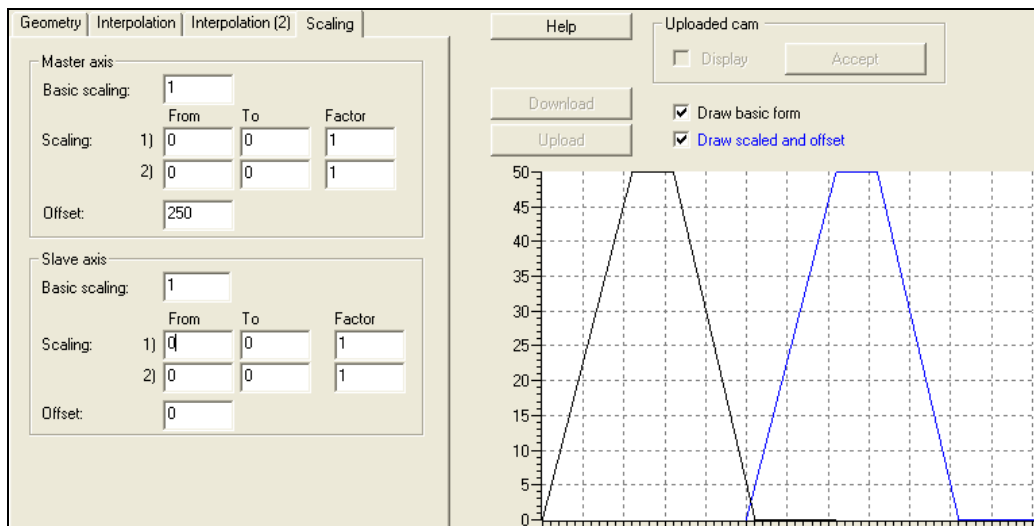 Geometry Interpolation Interpolation (2) Scaling
Master axis
Basic scaling: 1
From To Factor
Scaling: 1) 0 0 1
2) 0 0 1
Offset: 250
Slave axis
Basic scaling: 1
From To Factor
Scaling: 1) 0 0 1
2) 0 0 1
Offset: 0
Help
Uploaded cam
Display Accept
Download
Upload
Draw basic form
Draw scaled and offset
50
45
40
35
30
25
20
15
10
5
0